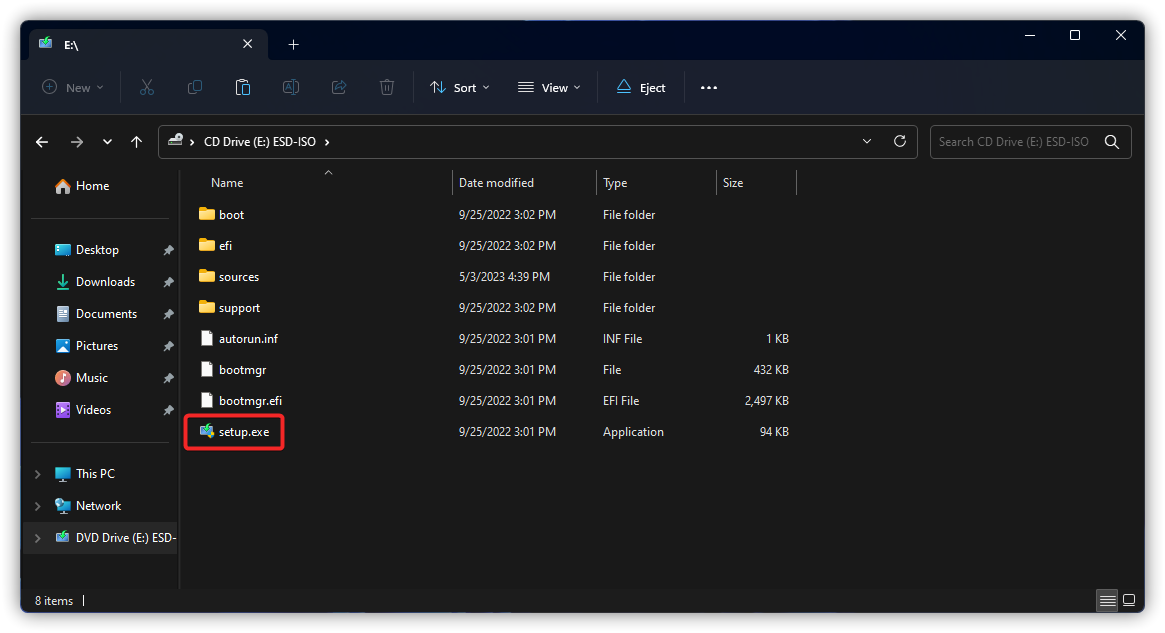 E:\
New
Sort
View
Eject
CD Drive (E:) ESD-ISO
Search CD Drive (E:) ESD-ISO
Home
Desktop
Downloads
Documents
Pictures
Music
Videos
This PC
Network
DVD Drive (E:) ESD-
Name Date modified Type Size
boot 9/25/2022 3:02 PM File folder
efi 9/25/2022 3:02 PM File folder
sources 5/3/2023 4:39 PM File folder
support 9/25/2022 3:02 PM File folder
autorun.inf 9/25/2022 3:01 PM INF File 1 KB
bootmgr 9/25/2022 3:01 PM File 432 KB
bootmgr.efi 9/25/2022 3:01 PM EFI File 2,497 KB
setup.exe 9/25/2022 3:01 PM Application 94 KB
8 items